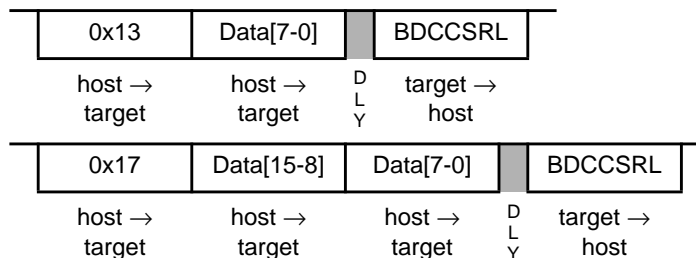 0x13 Data[7-0] BDCCSRL
host → host → D target →
target target L host
Y
0x17 Data[15-8] Data[7-0] BDCCSRL
host → host → host → D target →
target target target L host
Y